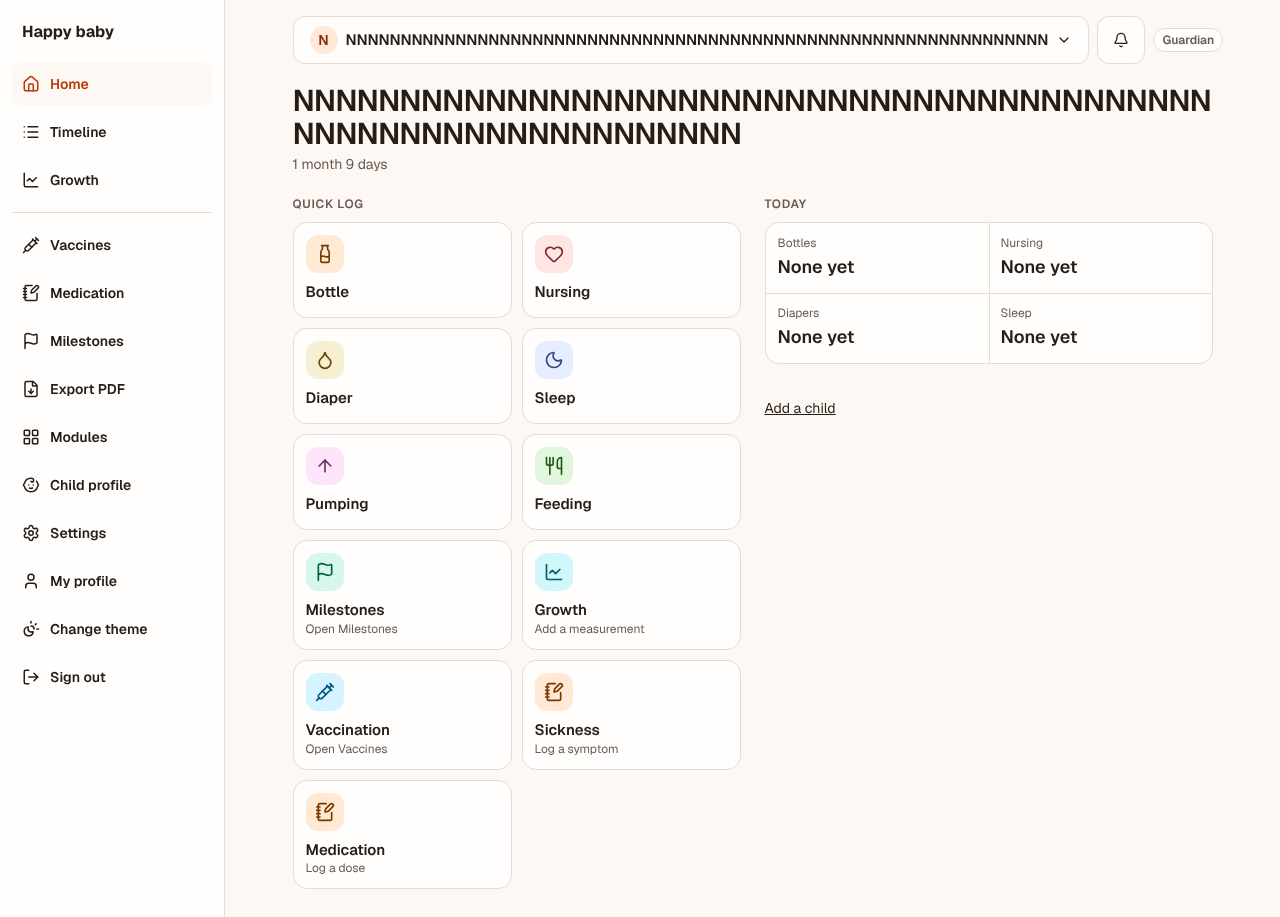 Happy baby
Home
Timeline
Growth
Vaccines
Medication
Milestones
Export PDF
Modules
Child profile
Settings
My profile
Change theme
Sign out
N NNNNNNNNNNNNNNNNNNNNNNNNNNNNNNNNNNNNNNNNNNNNNNNNNNNNNNNNNNNNNNNN
Guardian
NNNNNNNNNNNNNNNNNNNNNNNNNNNNNNNNNNNNNNNNNNN
NNNNNNNNNNNNNNNNNNNNN
1 month 9 days
QUICK LOG
Bottle
Nursing
Diaper
Sleep
Pumping
Feeding
Milestones
Open Milestones
Growth
Add a measurement
Vaccination
Open Vaccines
Sickness
Log a symptom
Medication
Log a dose
TODAY
Bottles
None yet
Nursing
None yet
Diapers
None yet
Sleep
None yet
Add a child